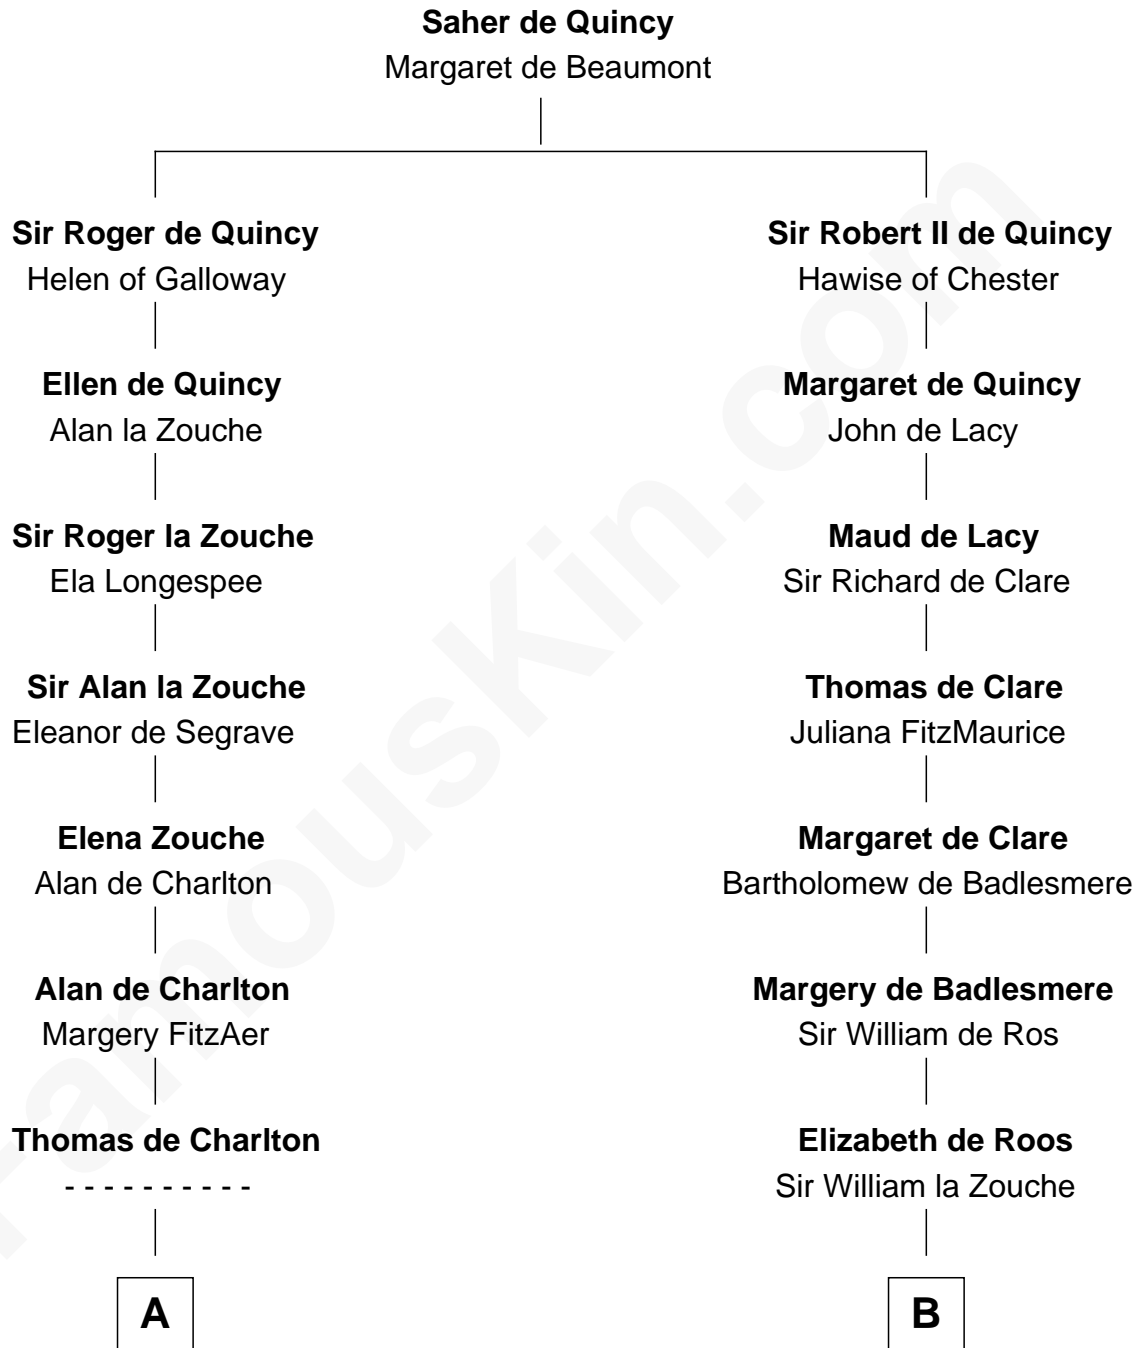 Saher de Quincy
Margaret de Beaumont
Sir Roger de Quincy
Helen of Galloway
Sir Robert II de Quincy
Hawise of Chester
Ellen de Quincy
Alan la Zouche
Margaret de Quincy
John de Lacy
Sir Roger la Zouche
Ela Longespee
Maud de Lacy
Sir Richard de Clare
Sir Alan la Zouche
Eleanor de Segrave
Thomas de Clare
Juliana FitzMaurice
Elena Zouche
Alan de Charlton
Margaret de Clare
Bartholomew de Badlesmere
Alan de Charlton
Margery FitzAer
Margery de Badlesmere
Sir William de Ros
Thomas de Charlton
- - - - - - - - - -
Elizabeth de Roos
Sir William la Zouche
A
B
FamousKin.com